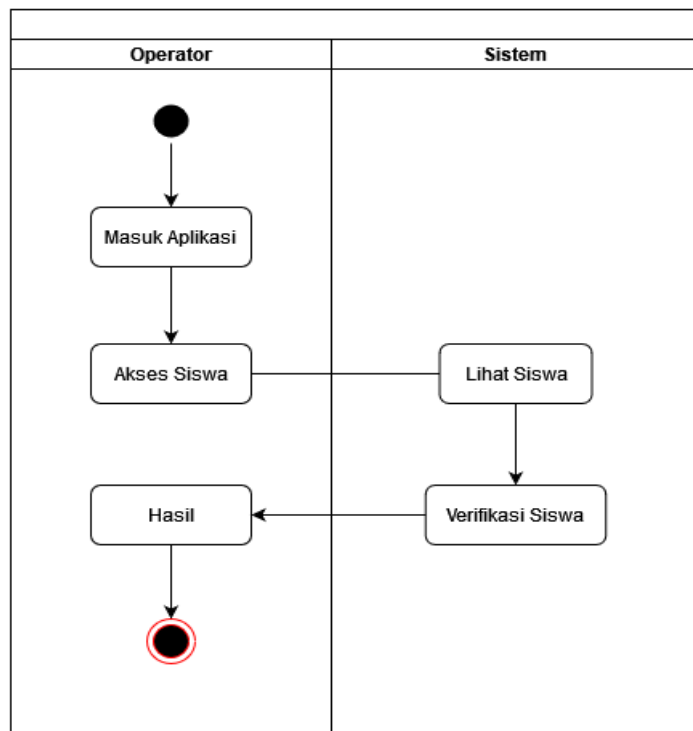 Operator
Sistem
Masuk Aplikasi
Akses Siswa
Lihat Siswa
Hasil
Verifikasi Siswa